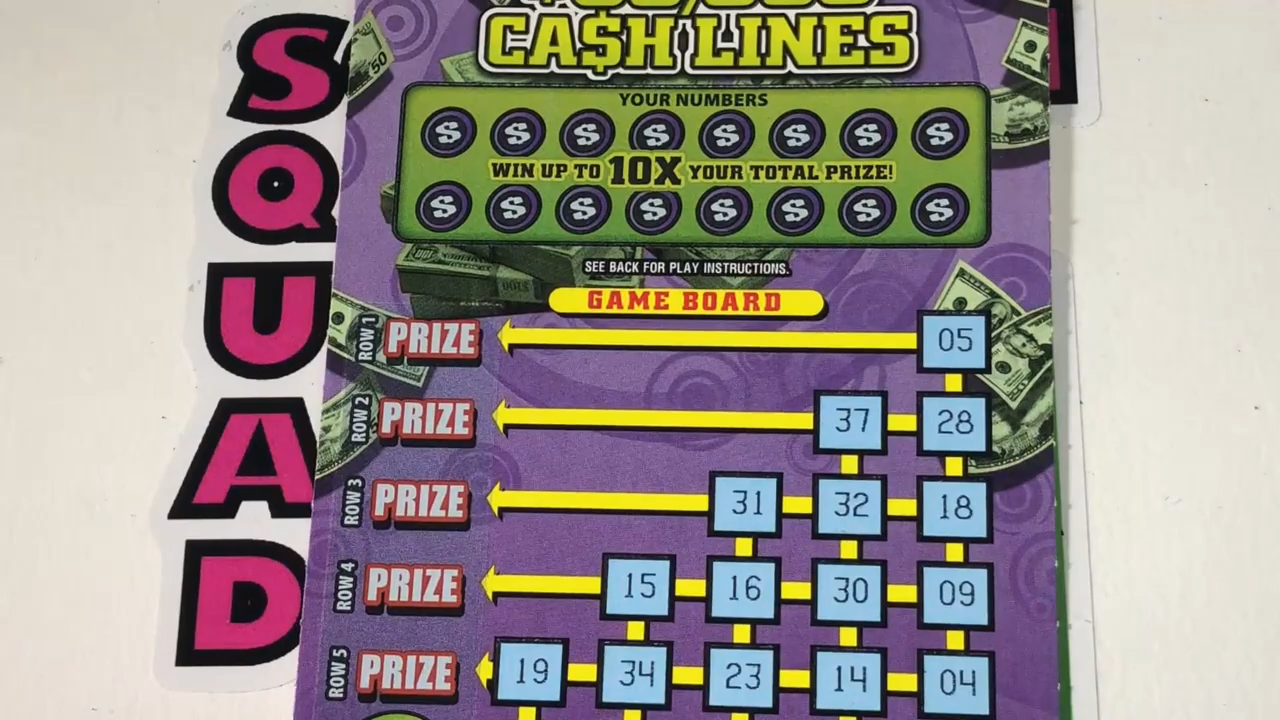 SQUAD
CA$H LINES
YOUR NUMBERS
$ $ $ $ $ $ $ $
WIN UP TO 10X YOUR TOTAL PRIZE!
$ $ $ $ $ $ $ $
SEE BACK FOR PLAY INSTRUCTIONS.
GAME BOARD
ROW 1 PRIZE 05
ROW 2 PRIZE 37 28
ROW 3 PRIZE 31 32 18
ROW 4 PRIZE 15 16 30 09
ROW 5 PRIZE 19 34 23 14 04
50
100